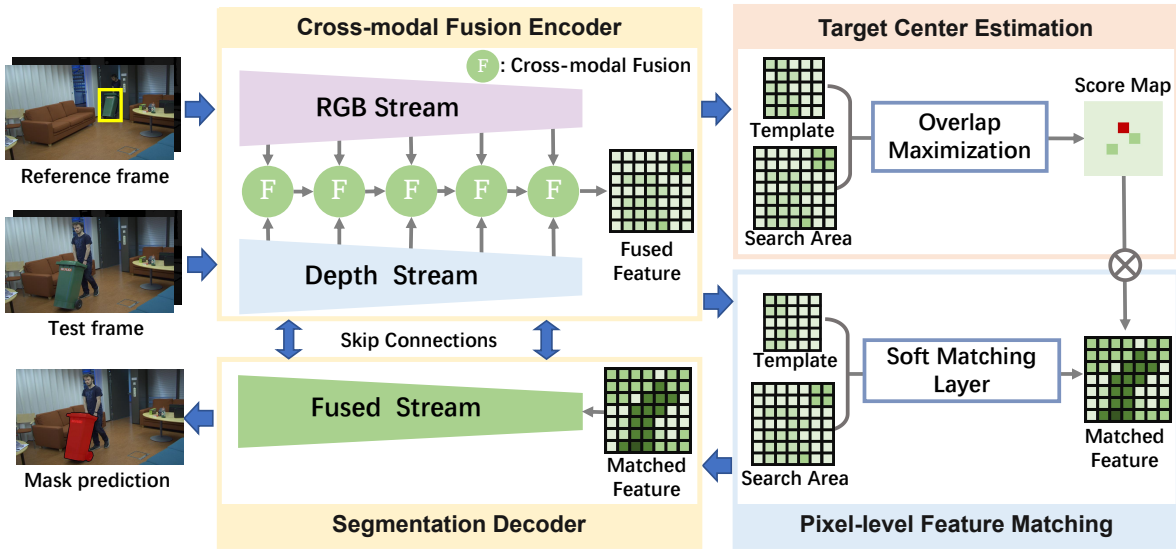 Cross-modal Fusion Encoder
F : Cross-modal Fusion
RGB Stream
F F F F F
Depth Stream
Fused
Feature
Reference frame
Test frame
Mask prediction
Skip Connections
Fused Stream
Matched
Feature
Segmentation Decoder
Target Center Estimation
Template
Search Area
Overlap
Maximization
Score Map
Template
Search Area
Soft Matching
Layer
Matched
Feature
Pixel-level Feature Matching